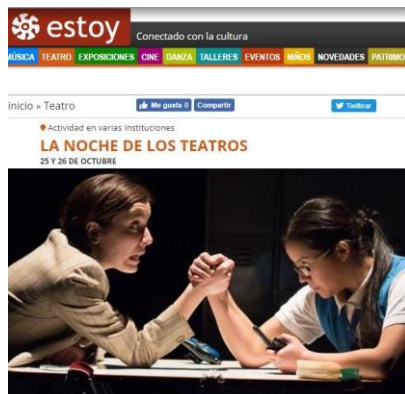 estoy
Conectado con la cultura
MÚSICA TEATRO EXPOSICIONES CINE DANZA TALLERES EVENTOS NIÑOS NOVEDADES PATRIMO
inicio » Teatro
Me gusta 0 Compartir
Twittear
Actividad en varias Instituciones
LA NOCHE DE LOS TEATROS
25 Y 26 DE OCTUBRE